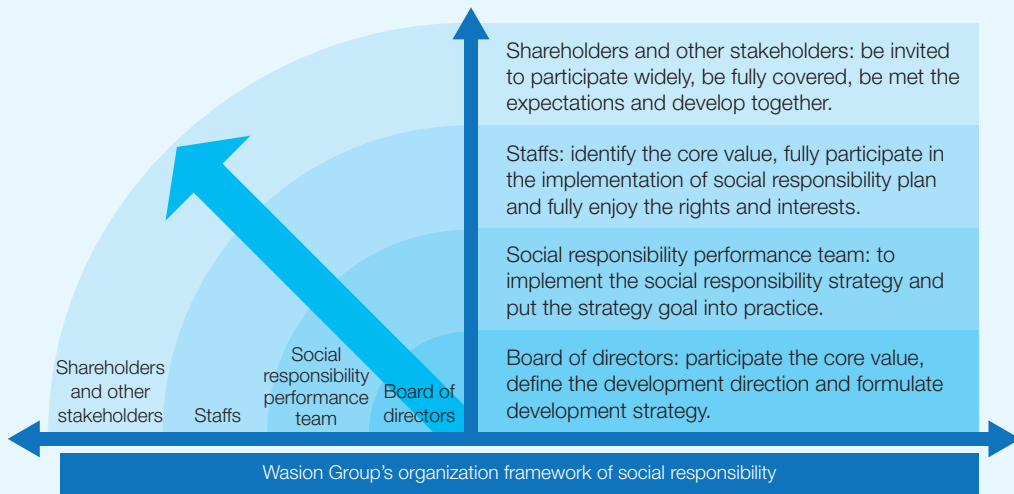 Shareholders and other stakeholders: be invited
to participate widely, be fully covered, be met the
expectations and develop together.
Staffs: identify the core value, fully participate in
the implementation of social responsibility plan
and fully enjoy the rights and interests.
Social responsibility performance team: to
implement the social responsibility strategy and
put the strategy goal into practice.
Board of directors: participate the core value,
define the development direction and formulate
development strategy.
Shareholders
and other
stakeholders
Staffs
Social
responsibility
performance
team
Board of
directors
Wasion Group's organization framework of social responsibility